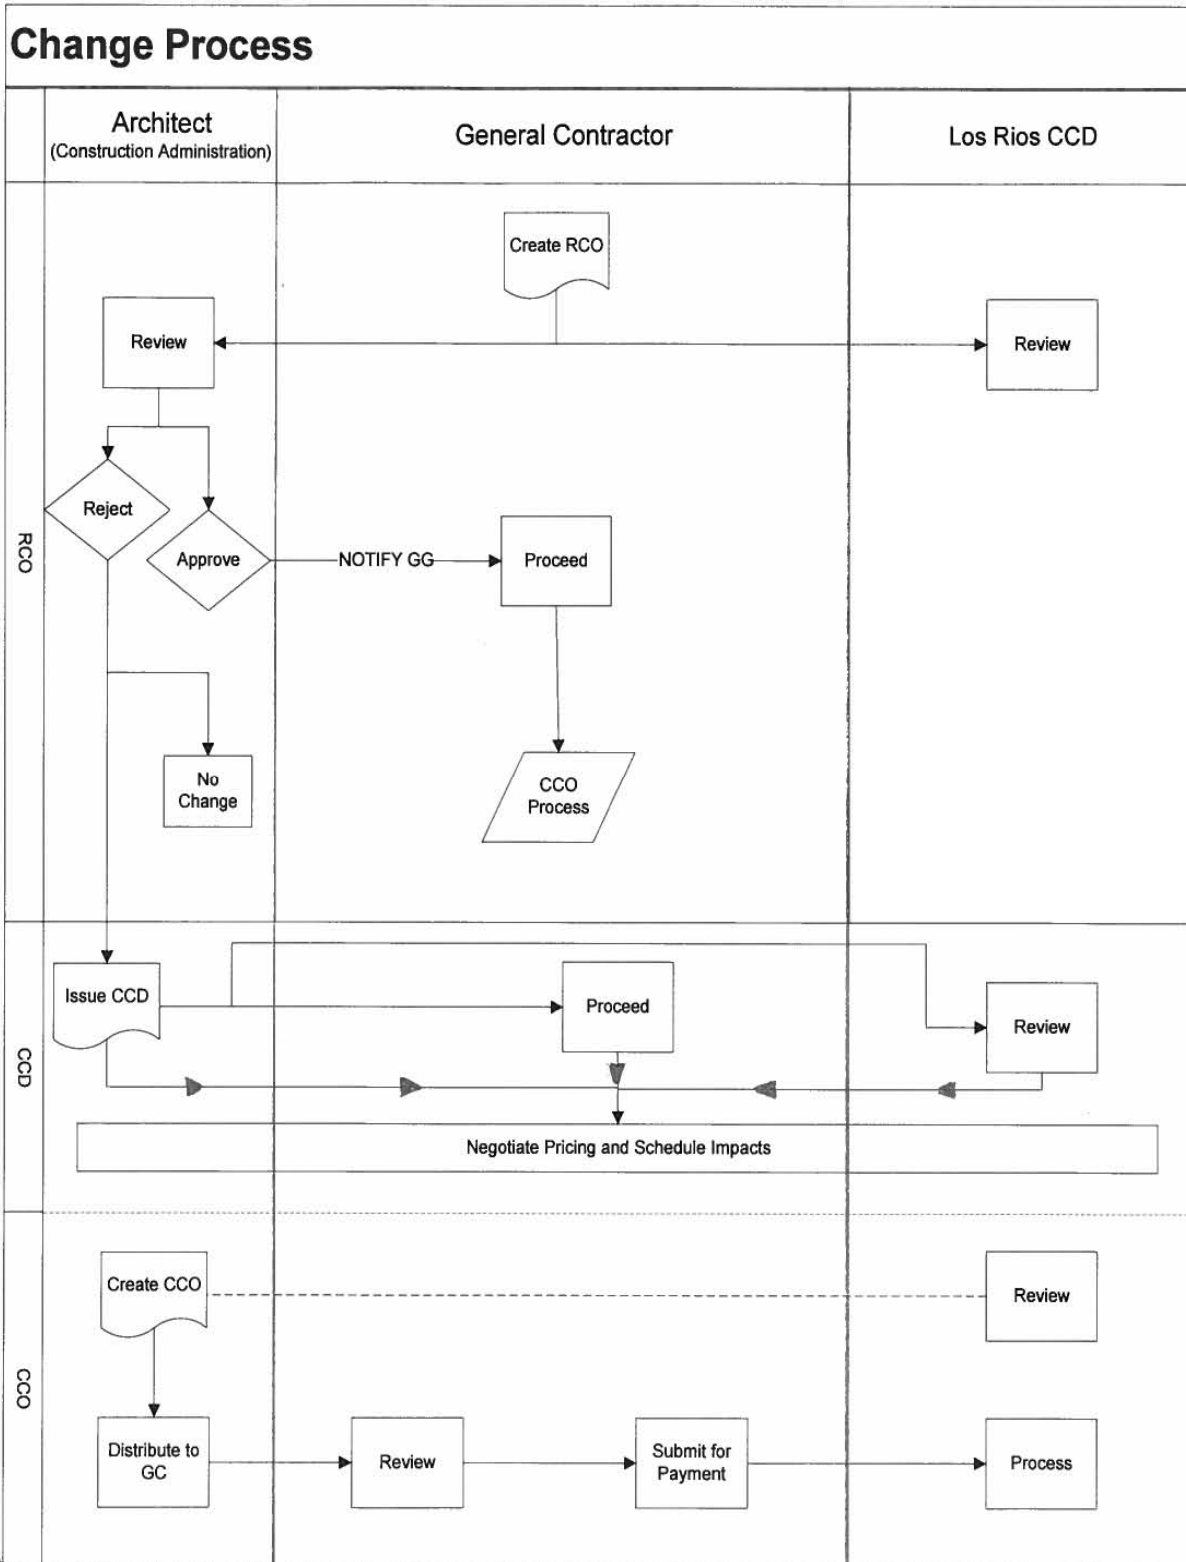 Change Process
Architect
(Construction Administration)
General Contractor
Los Rios CCD
RCO
Create RCO
Review
Review
Reject
Approve
NOTIFY GG
Proceed
No
Change
CCO
Process
CCD
Issue CCD
Proceed
Review
Negotiate Pricing and Schedule Impacts
CCO
Create CCO
Review
Distribute to
GC
Review
Submit for
Payment
Process